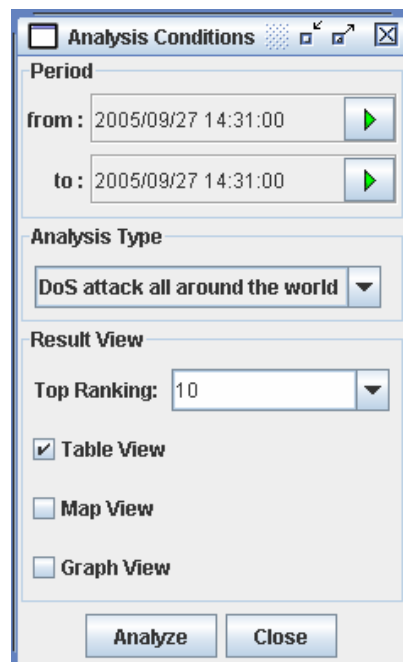 Analysis Conditions
Period
from : 2005/09/27 14:31:00
to : 2005/09/27 14:31:00
Analysis Type
DoS attack all around the world
Result View
Top Ranking: 10
Table View
Map View
Graph View
Analyze Close